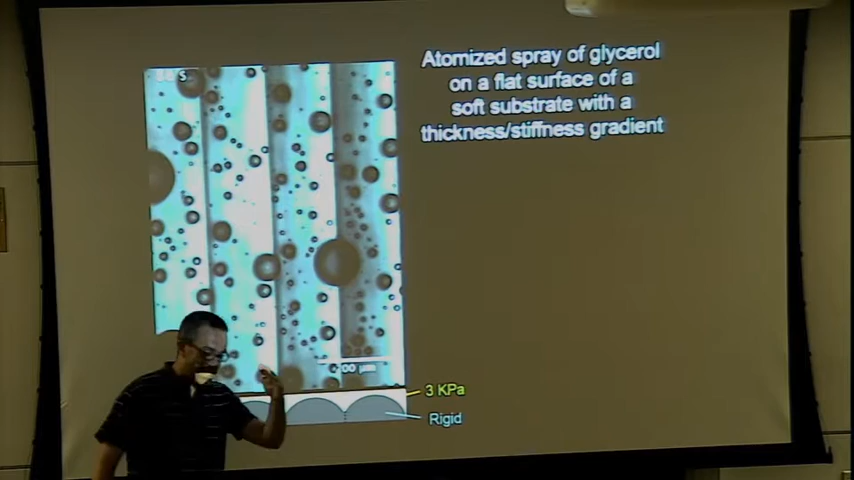 Atomized spray of glycerol
on a flat surface of a
soft substrate with a
thickness/stiffness gradient
3 KPa
Rigid